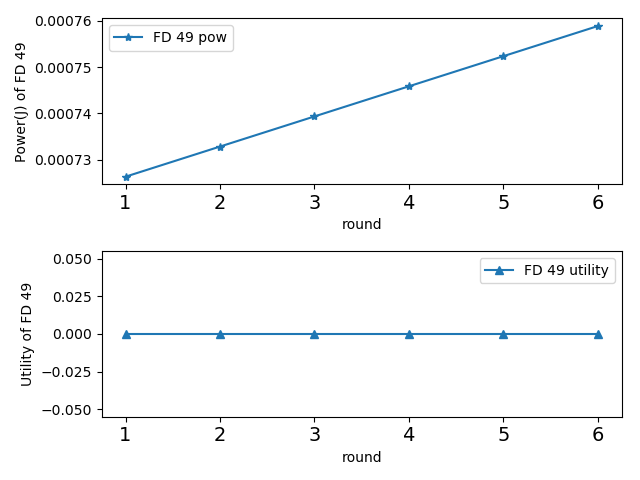 0.00076
0.00075
0.00074
0.00073
Power(J) of FD 49
FD 49 pow
1 2 3 4 5 6
round
0.050
0.025
0.000
−0.025
−0.050
Utility of FD 49
FD 49 utility
1 2 3 4 5 6
round